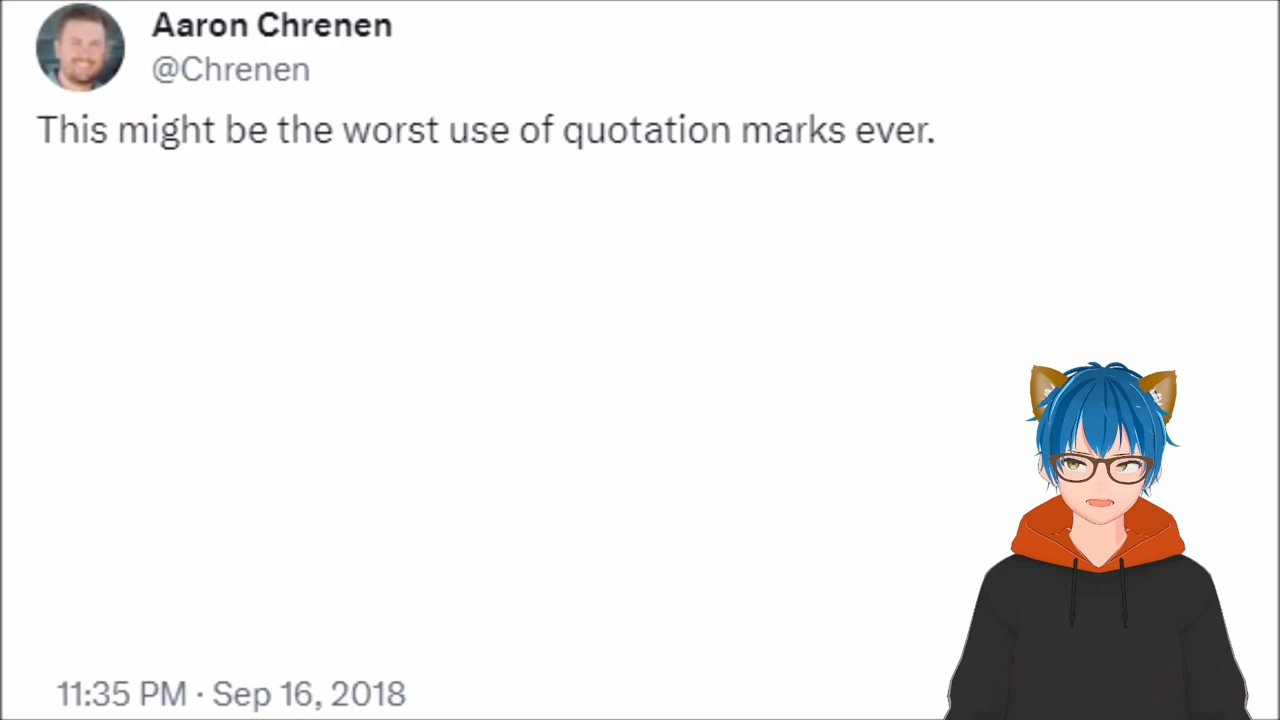 Aaron Chrenen
@Chrenen
This might be the worst use of quotation marks ever.
11:35 PM · Sep 16, 2018